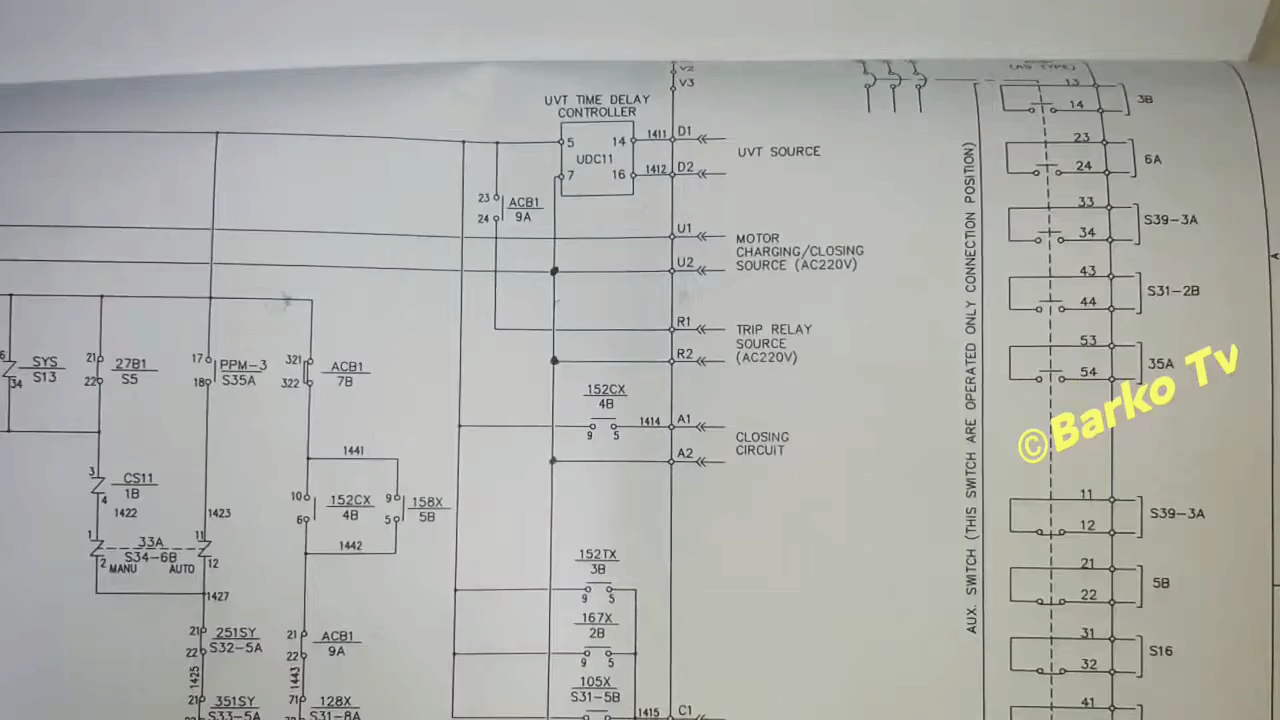 V2
V3
(AS TYPE)
13
14
3B
UVT TIME DELAY
CONTROLLER
5
14
1411
D1
UDC11
7
16
1412
D2
UVT SOURCE
23
24
6A
23
24
ACB1
9A
33
34
S39-3A
U1
U2
MOTOR
CHARGING/CLOSING
SOURCE (AC220V)
43
44
S31-2B
R1
R2
TRIP RELAY
SOURCE
(AC220V)
53
54
35A
©Barko Tv
6
34
SYS
S13
21
22
27B1
S5
17
18
PPM-3
S35A
321
322
ACB1
7B
152CX
4B
9
5
1414
A1
A2
CLOSING
CIRCUIT
AUX. SWITCH (THIS SWITCH ARE OPERATED ONLY CONNECTION POSITION)
A
1441
3
4
CS11
1B
1422
1423
10
6
152CX
4B
9
5
158X
5B
1442
11
12
S39-3A
1
2
33A
S34-6B
11
12
MANU
AUTO
1427
152TX
3B
9
5
21
22
5B
167X
2B
9
5
21
22
251SY
S32-5A
21
22
ACB1
9A
31
32
S16
1425
1443
105X
S31-5B
21
351SY
S33-5A
71
128X
S31-8A
1415
C1
41